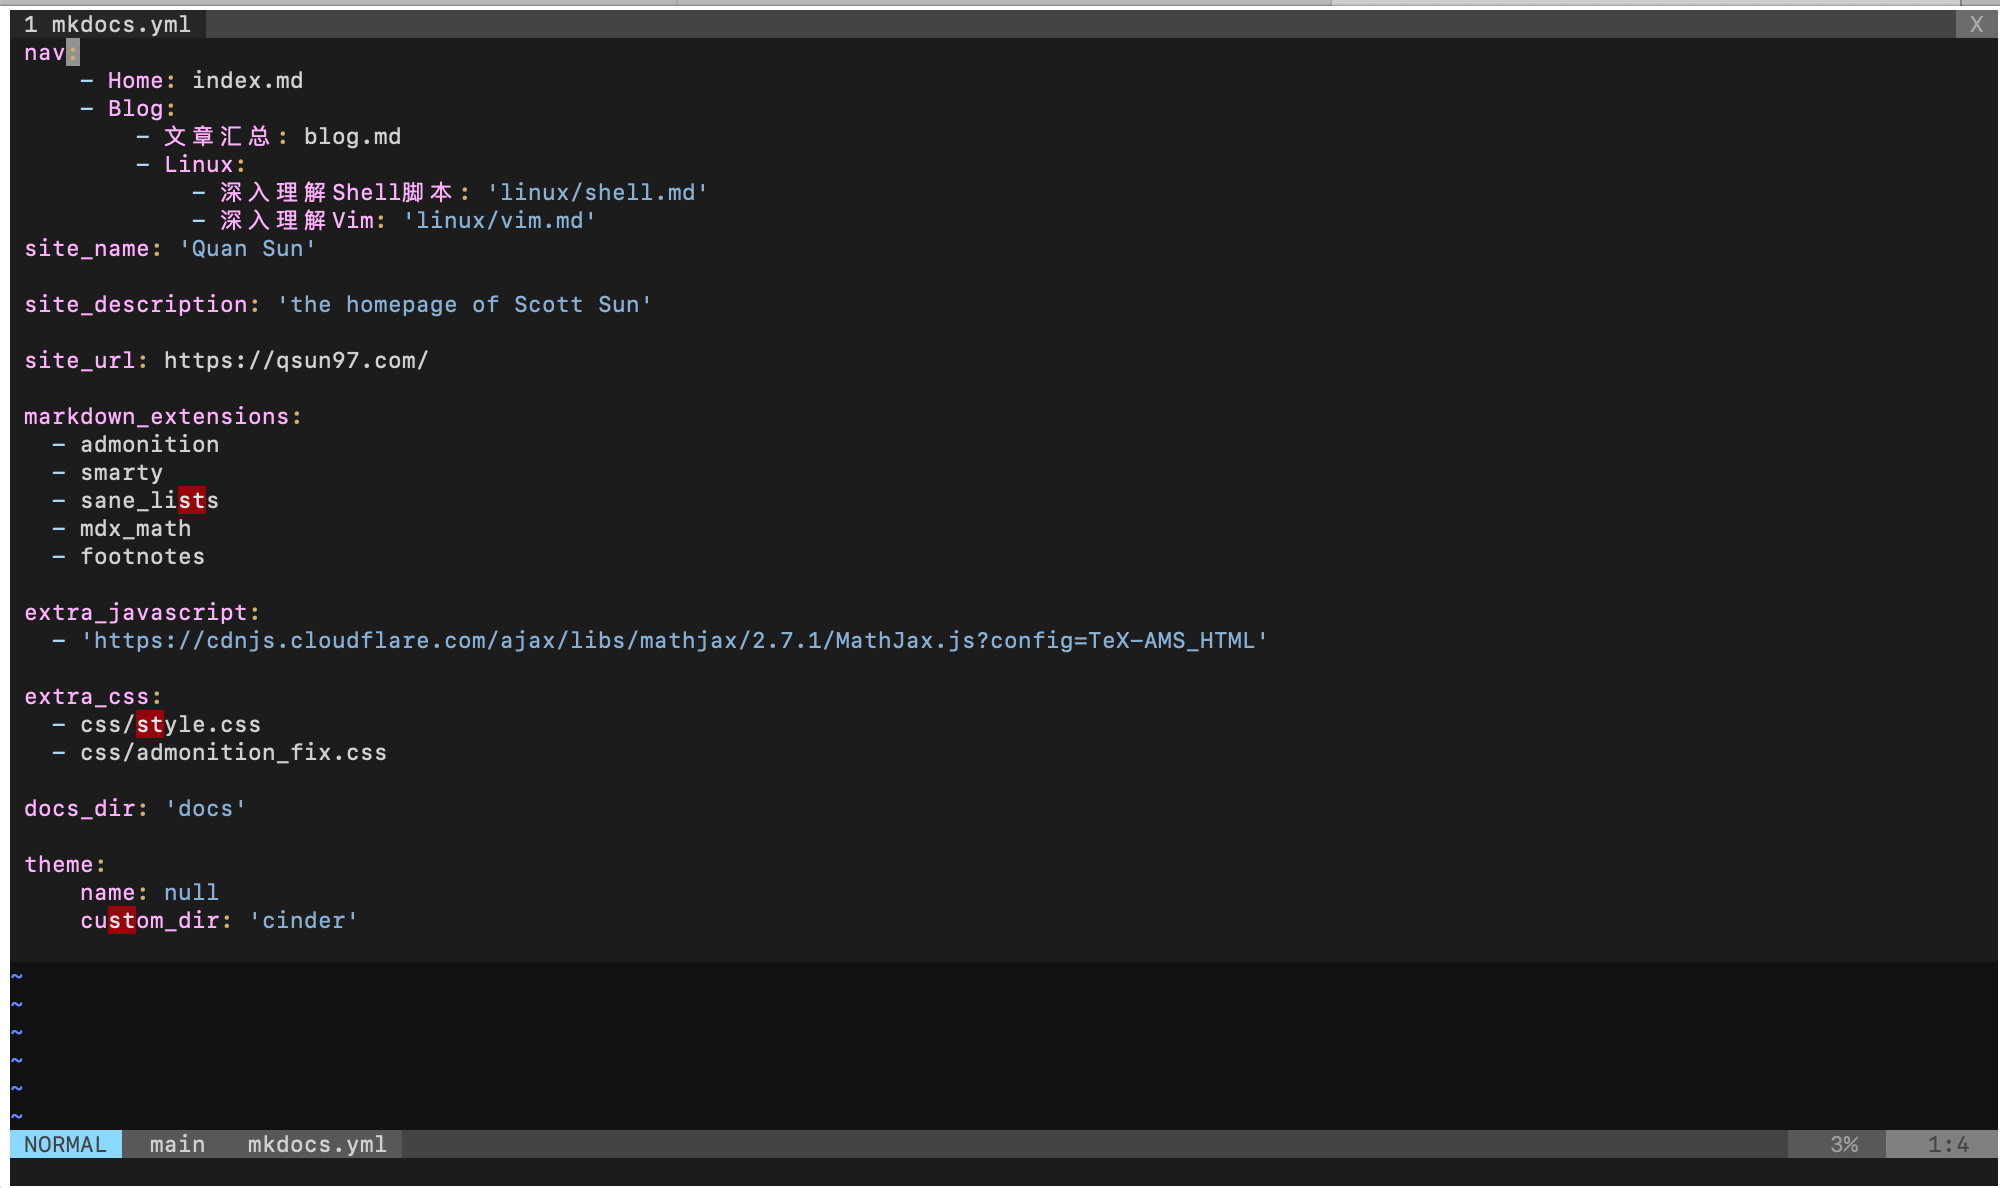 1 mkdocs.yml X
nav:
    - Home: index.md
    - Blog:
        - 文章汇总: blog.md
        - Linux:
            - 深入理解Shell脚本: 'linux/shell.md'
            - 深入理解Vim: 'linux/vim.md'
site_name: 'Quan Sun'
site_description: 'the homepage of Scott Sun'
site_url: https://qsun97.com/
markdown_extensions:
  - admonition
  - smarty
  - sane_lists
  - mdx_math
  - footnotes
extra_javascript:
  - 'https://cdnjs.cloudflare.com/ajax/libs/mathjax/2.7.1/MathJax.js?config=TeX-AMS_HTML'
extra_css:
  - css/style.css
  - css/admonition_fix.css
docs_dir: 'docs'
theme:
    name: null
    custom_dir: 'cinder'
~
~
~
~
~
~
NORMAL main mkdocs.yml 3% 1:4